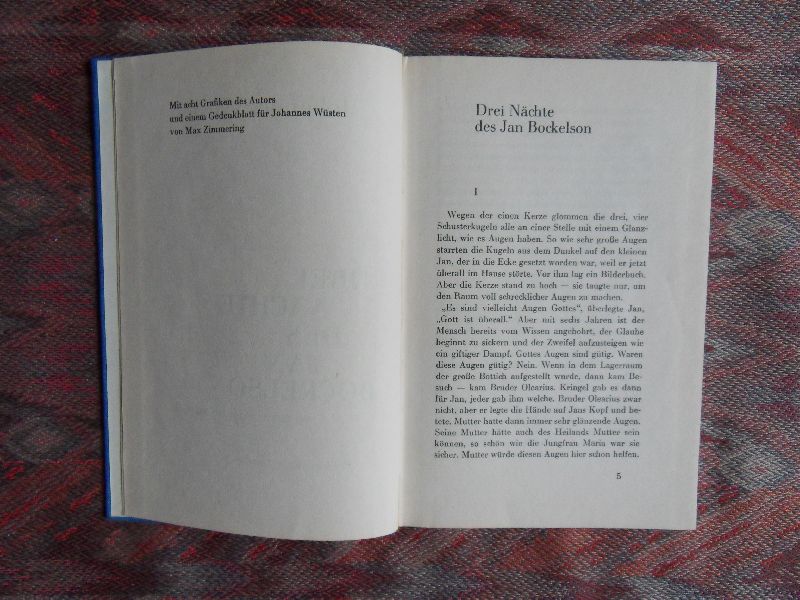 Mit acht Grafiken des Autors
und einem Gedenkblatt für Johannes Wüsten
von Max Zimmering
Drei Nächte
des Jan Bockelson
I
Wegen der einen Kerze glommen die drei, vier
Schusterkugeln alle an einer Stelle mit einem Glanz-
licht, wie es Augen haben. So wie sehr große Augen
starrten die Kugeln aus dem Dunkel auf den kleinen
Jan, der in die Ecke gesetzt worden war, weil er jetzt
überall im Hause störte. Vor ihm lag ein Bilderbuch.
Aber die Kerze stand zu hoch — sie taugte nur, um
den Raum voll schrecklicher Augen zu machen.
„Es sind vielleicht Augen Gottes“, überlegte Jan,
„Gott ist überall.“ Aber mit sechs Jahren ist der
Mensch bereits vom Wissen angebohrt, der Glaube
beginnt zu sickern und der Zweifel aufzusteigen wie
ein giftiger Dampf. Gottes Augen sind gütig. Waren
diese Augen gütig? Nein. Wenn in dem Lagerraum
der große Bottich aufgestellt wurde, dann kam Be-
such — kam Bruder Olearius. Kringel gab es dann
für Jan, jeder gab ihm welche. Bruder Olearius zwar
nicht, aber er legte die Hände auf Jans Kopf und be-
tete. Mutter hatte dann immer sehr glänzende Augen.
Seine Mutter hätte auch des Heilands Mutter sein
können, so schön wie die Jungfrau Maria war sie
sicher. Mutter würde diesen Augen hier schon helfen.
5